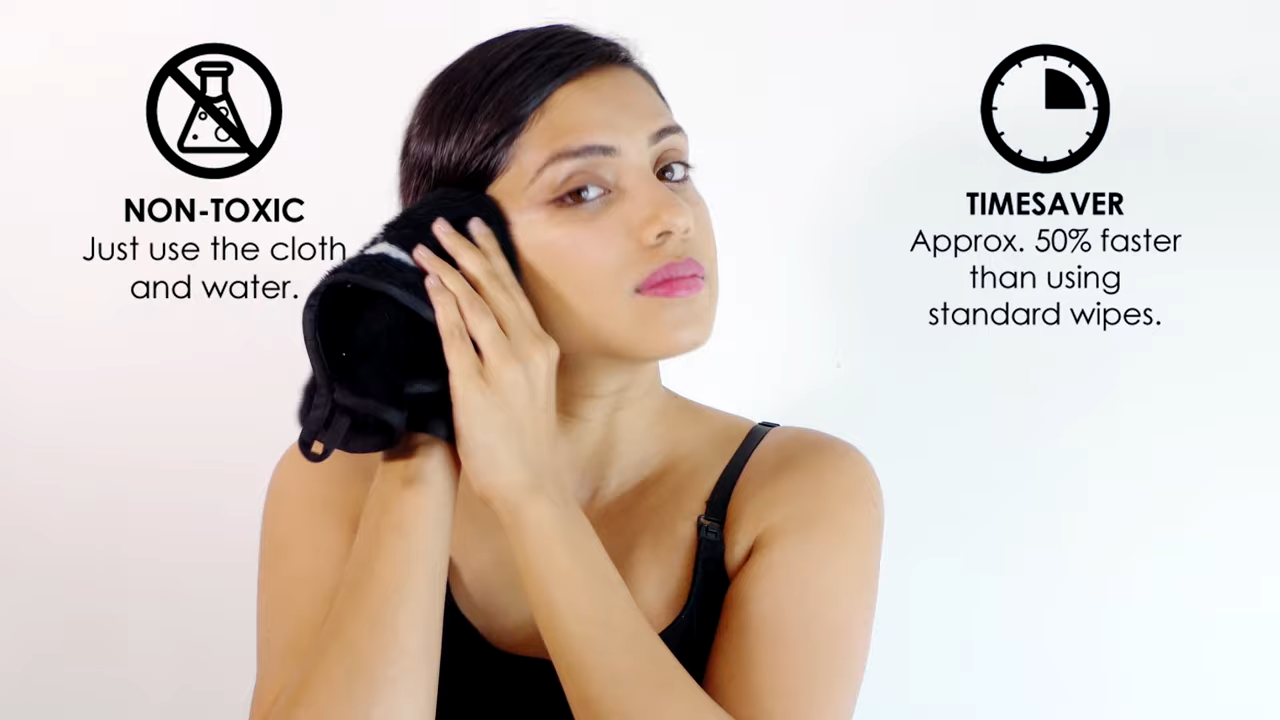 NON-TOXIC
Just use the cloth
and water.
TIMESAVER
Approx. 50% faster
than using
standard wipes.